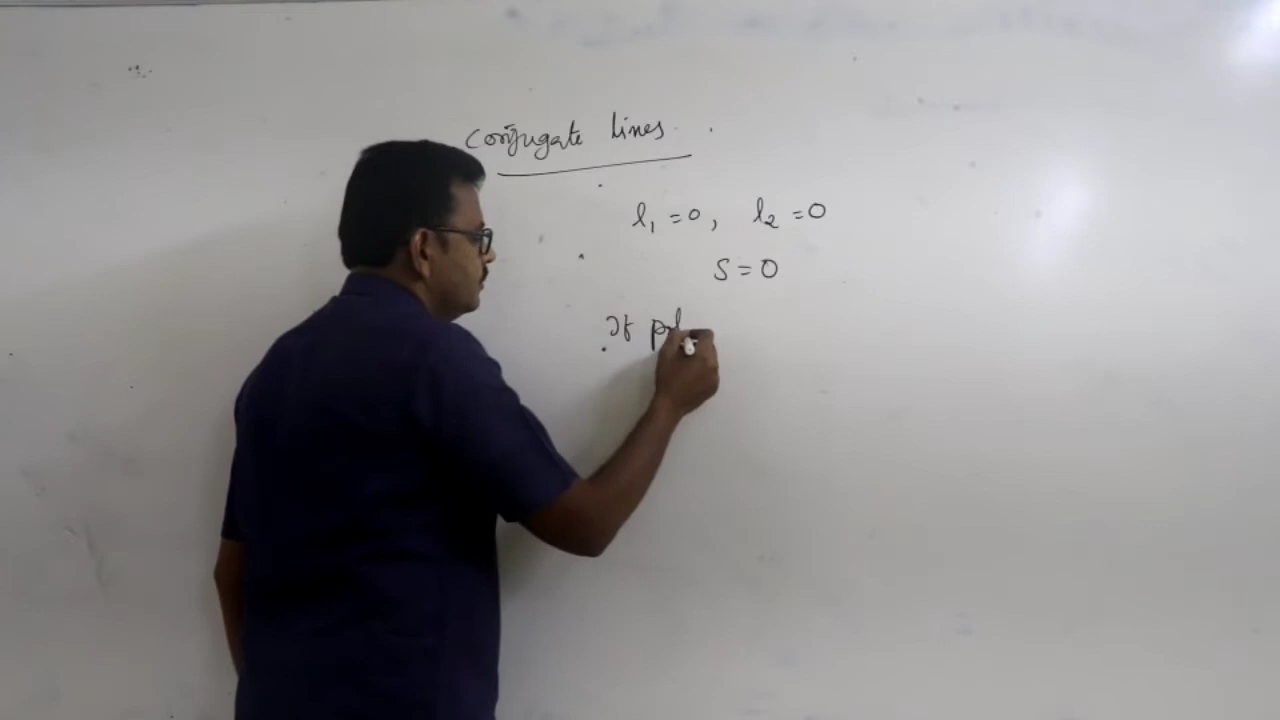 Conjugate lines.
l₁ = 0, l₂ = 0
S = 0
If